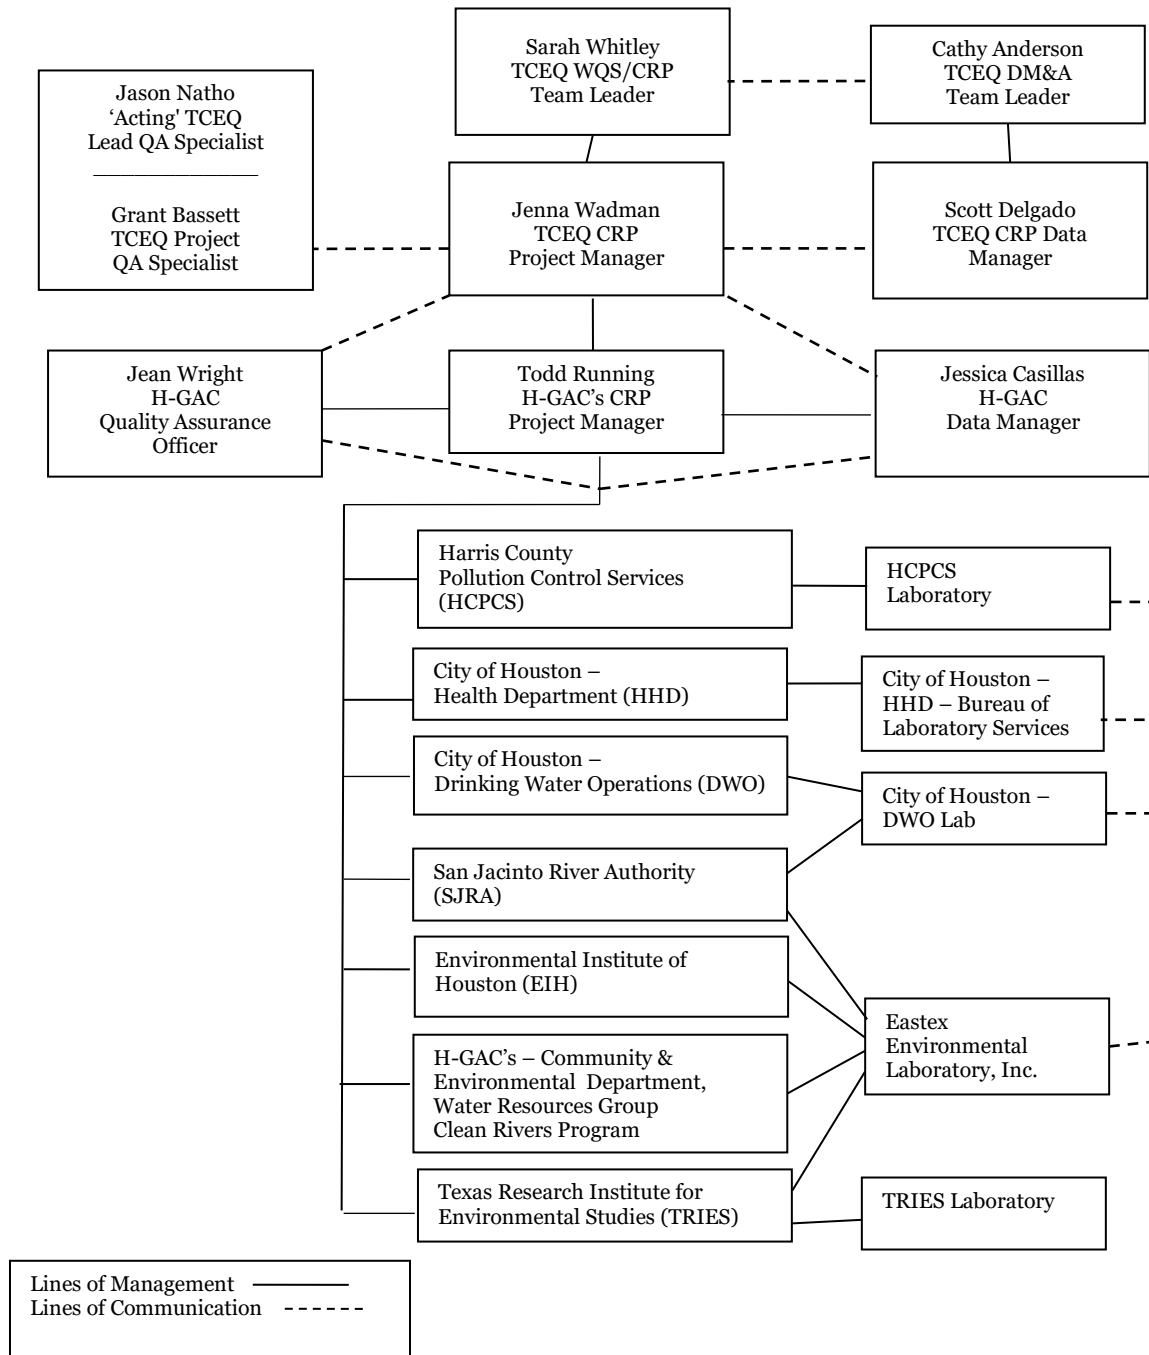 Sarah Whitley
TCEQ WQS/CRP
Team Leader
Cathy Anderson
TCEQ DM&A
Team Leader
Jason Natho
‘Acting' TCEQ
Lead QA Specialist
_______________
Grant Bassett
TCEQ Project
QA Specialist
Jenna Wadman
TCEQ CRP
Project Manager
Scott Delgado
TCEQ CRP Data
Manager
Jean Wright
H-GAC
Quality Assurance
Officer
Todd Running
H-GAC’s CRP
Project Manager
Jessica Casillas
H-GAC
Data Manager
Harris County
Pollution Control Services
(HCPCS)
HCPCS
Laboratory
City of Houston –
Health Department (HHD)
City of Houston –
HHD – Bureau of
Laboratory Services
City of Houston –
Drinking Water Operations (DWO)
City of Houston –
DWO Lab
San Jacinto River Authority
(SJRA)
Environmental Institute of
Houston (EIH)
Eastex
Environmental
Laboratory, Inc.
H-GAC’s – Community &
Environmental Department,
Water Resources Group
Clean Rivers Program
Texas Research Institute for
Environmental Studies (TRIES)
TRIES Laboratory
Lines of Management
Lines of Communication